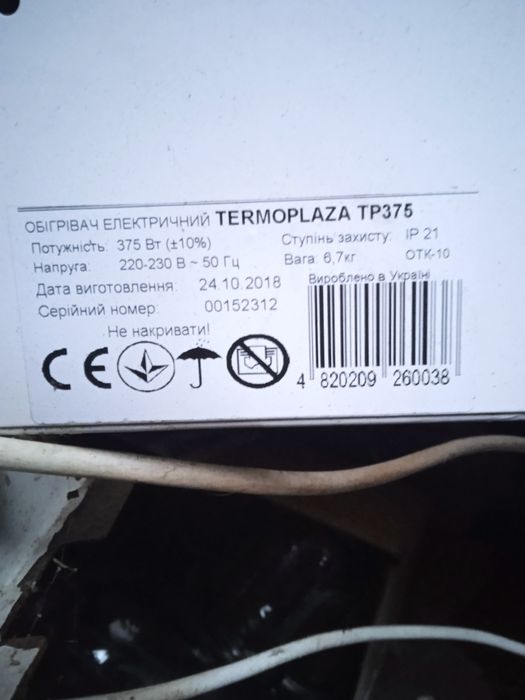 ОБІГРІВАЧ ЕЛЕКТРИЧНИЙ TERMOPLAZA TP375
Потужність: 375 Вт (±10%) Ступінь захисту: IP 21
Напруга: 220-230 В ~ 50 Гц Вага: 6,7кг ОТК-10
Дата виготовлення: 24.10.2018 Вироблено в Україні
Серійний номер: 00152312
Не накривати!
CE
4 820209 260038